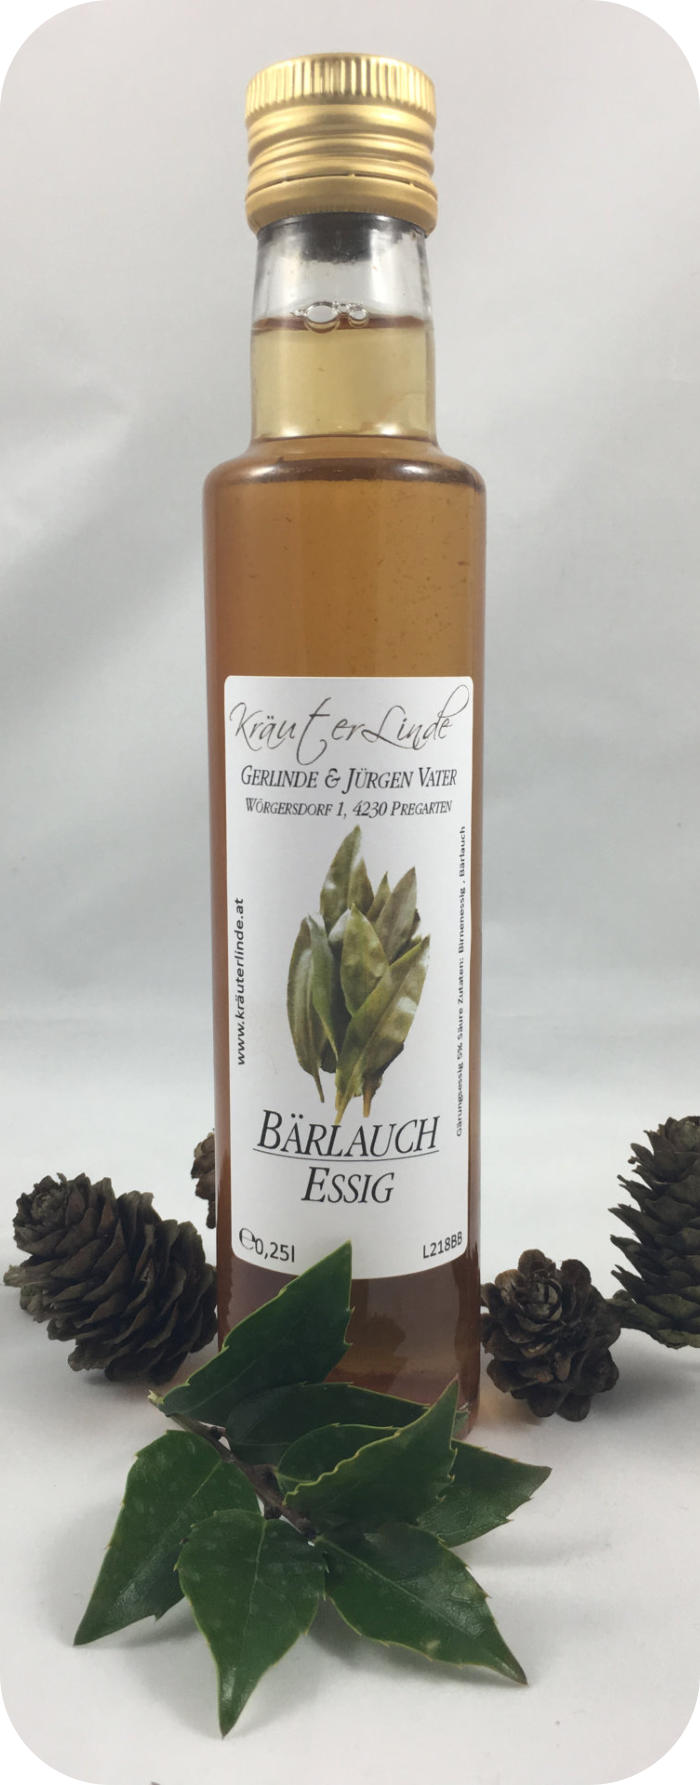 KräuterLinde
Gerlinde & Jürgen Vater
Wörgersdorf 1, 4230 Pregarten
www.kräuterlinde.at
Gärungsessig 5% Säure Zutaten: Birnenessig , Bärlauch
Bärlauch
Essig
℮0,25l
L218BB